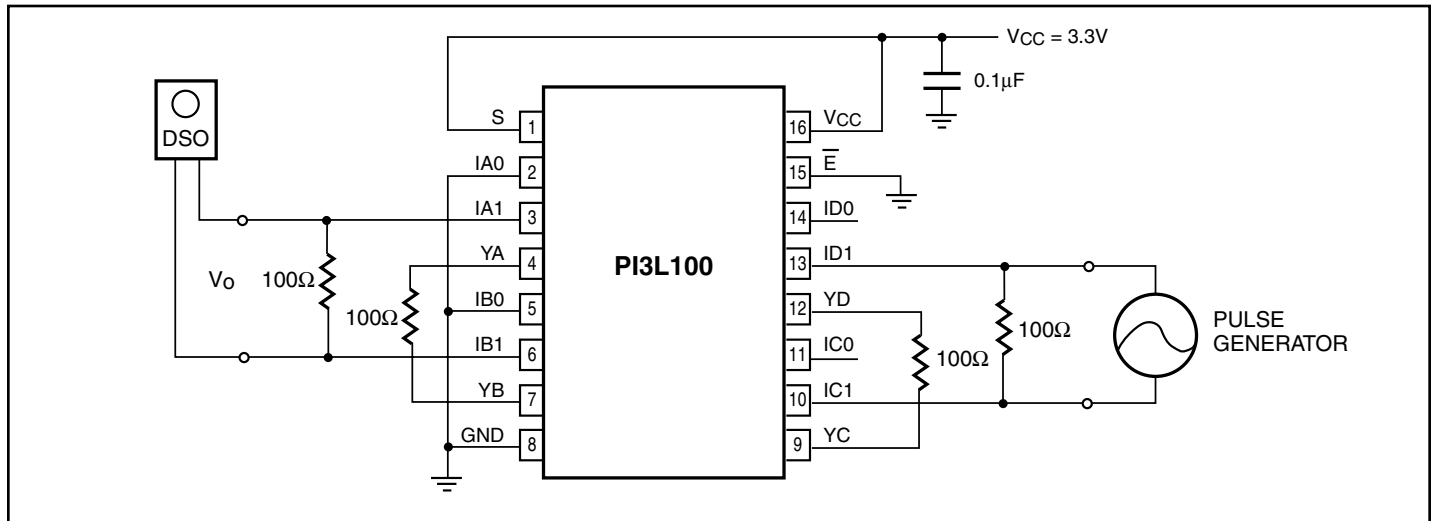 VCC = 3.3V
0.1µF
DSO
S 1
IA0 2
IA1 3
YA 4
IB0 5
IB1 6
YB 7
GND 8
PI3L100
16 VCC
15 E
14 ID0
13 ID1
12 YD
11 IC0
10 IC1
9 YC
Vo
100Ω
100Ω
100Ω
100Ω
PULSE
GENERATOR